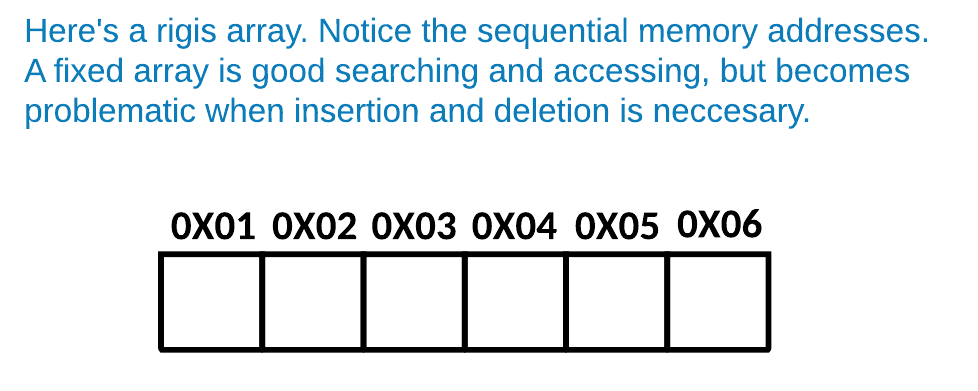 Here's a rigis array. Notice the sequential memory addresses.
A fixed array is good searching and accessing, but becomes
problematic when insertion and deletion is neccesary.
0X01 0X02 0X03 0X04 0X05 0X06